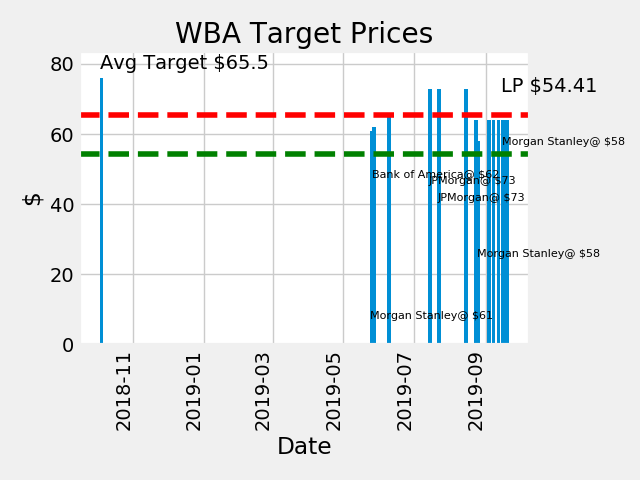 WBA Target Prices
Avg Target $65.5
LP $54.41
Morgan Stanley@ $58
Bank of America@ $62
JPMorgan@ $73
JPMorgan@ $73
Morgan Stanley@ $58
Morgan Stanley@ $61
$
80
60
40
20
0
2018-11
2019-01
2019-03
2019-05
2019-07
2019-09
Date